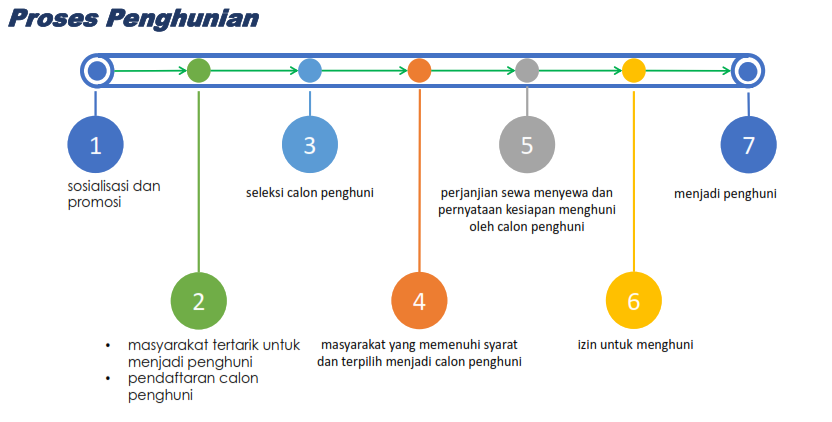 Proses Penghunian
1
sosialisasi dan
promosi
2
• masyarakat tertarik untuk
menjadi penghuni
• pendaftaran calon
penghuni
3
seleksi calon penghuni
4
masyarakat yang memenuhi syarat
dan terpilih menjadi calon penghuni
5
perjanjian sewa menyewa dan
pernyataan kesiapan menghuni
oleh calon penghuni
6
izin untuk menghuni
7
menjadi penghuni